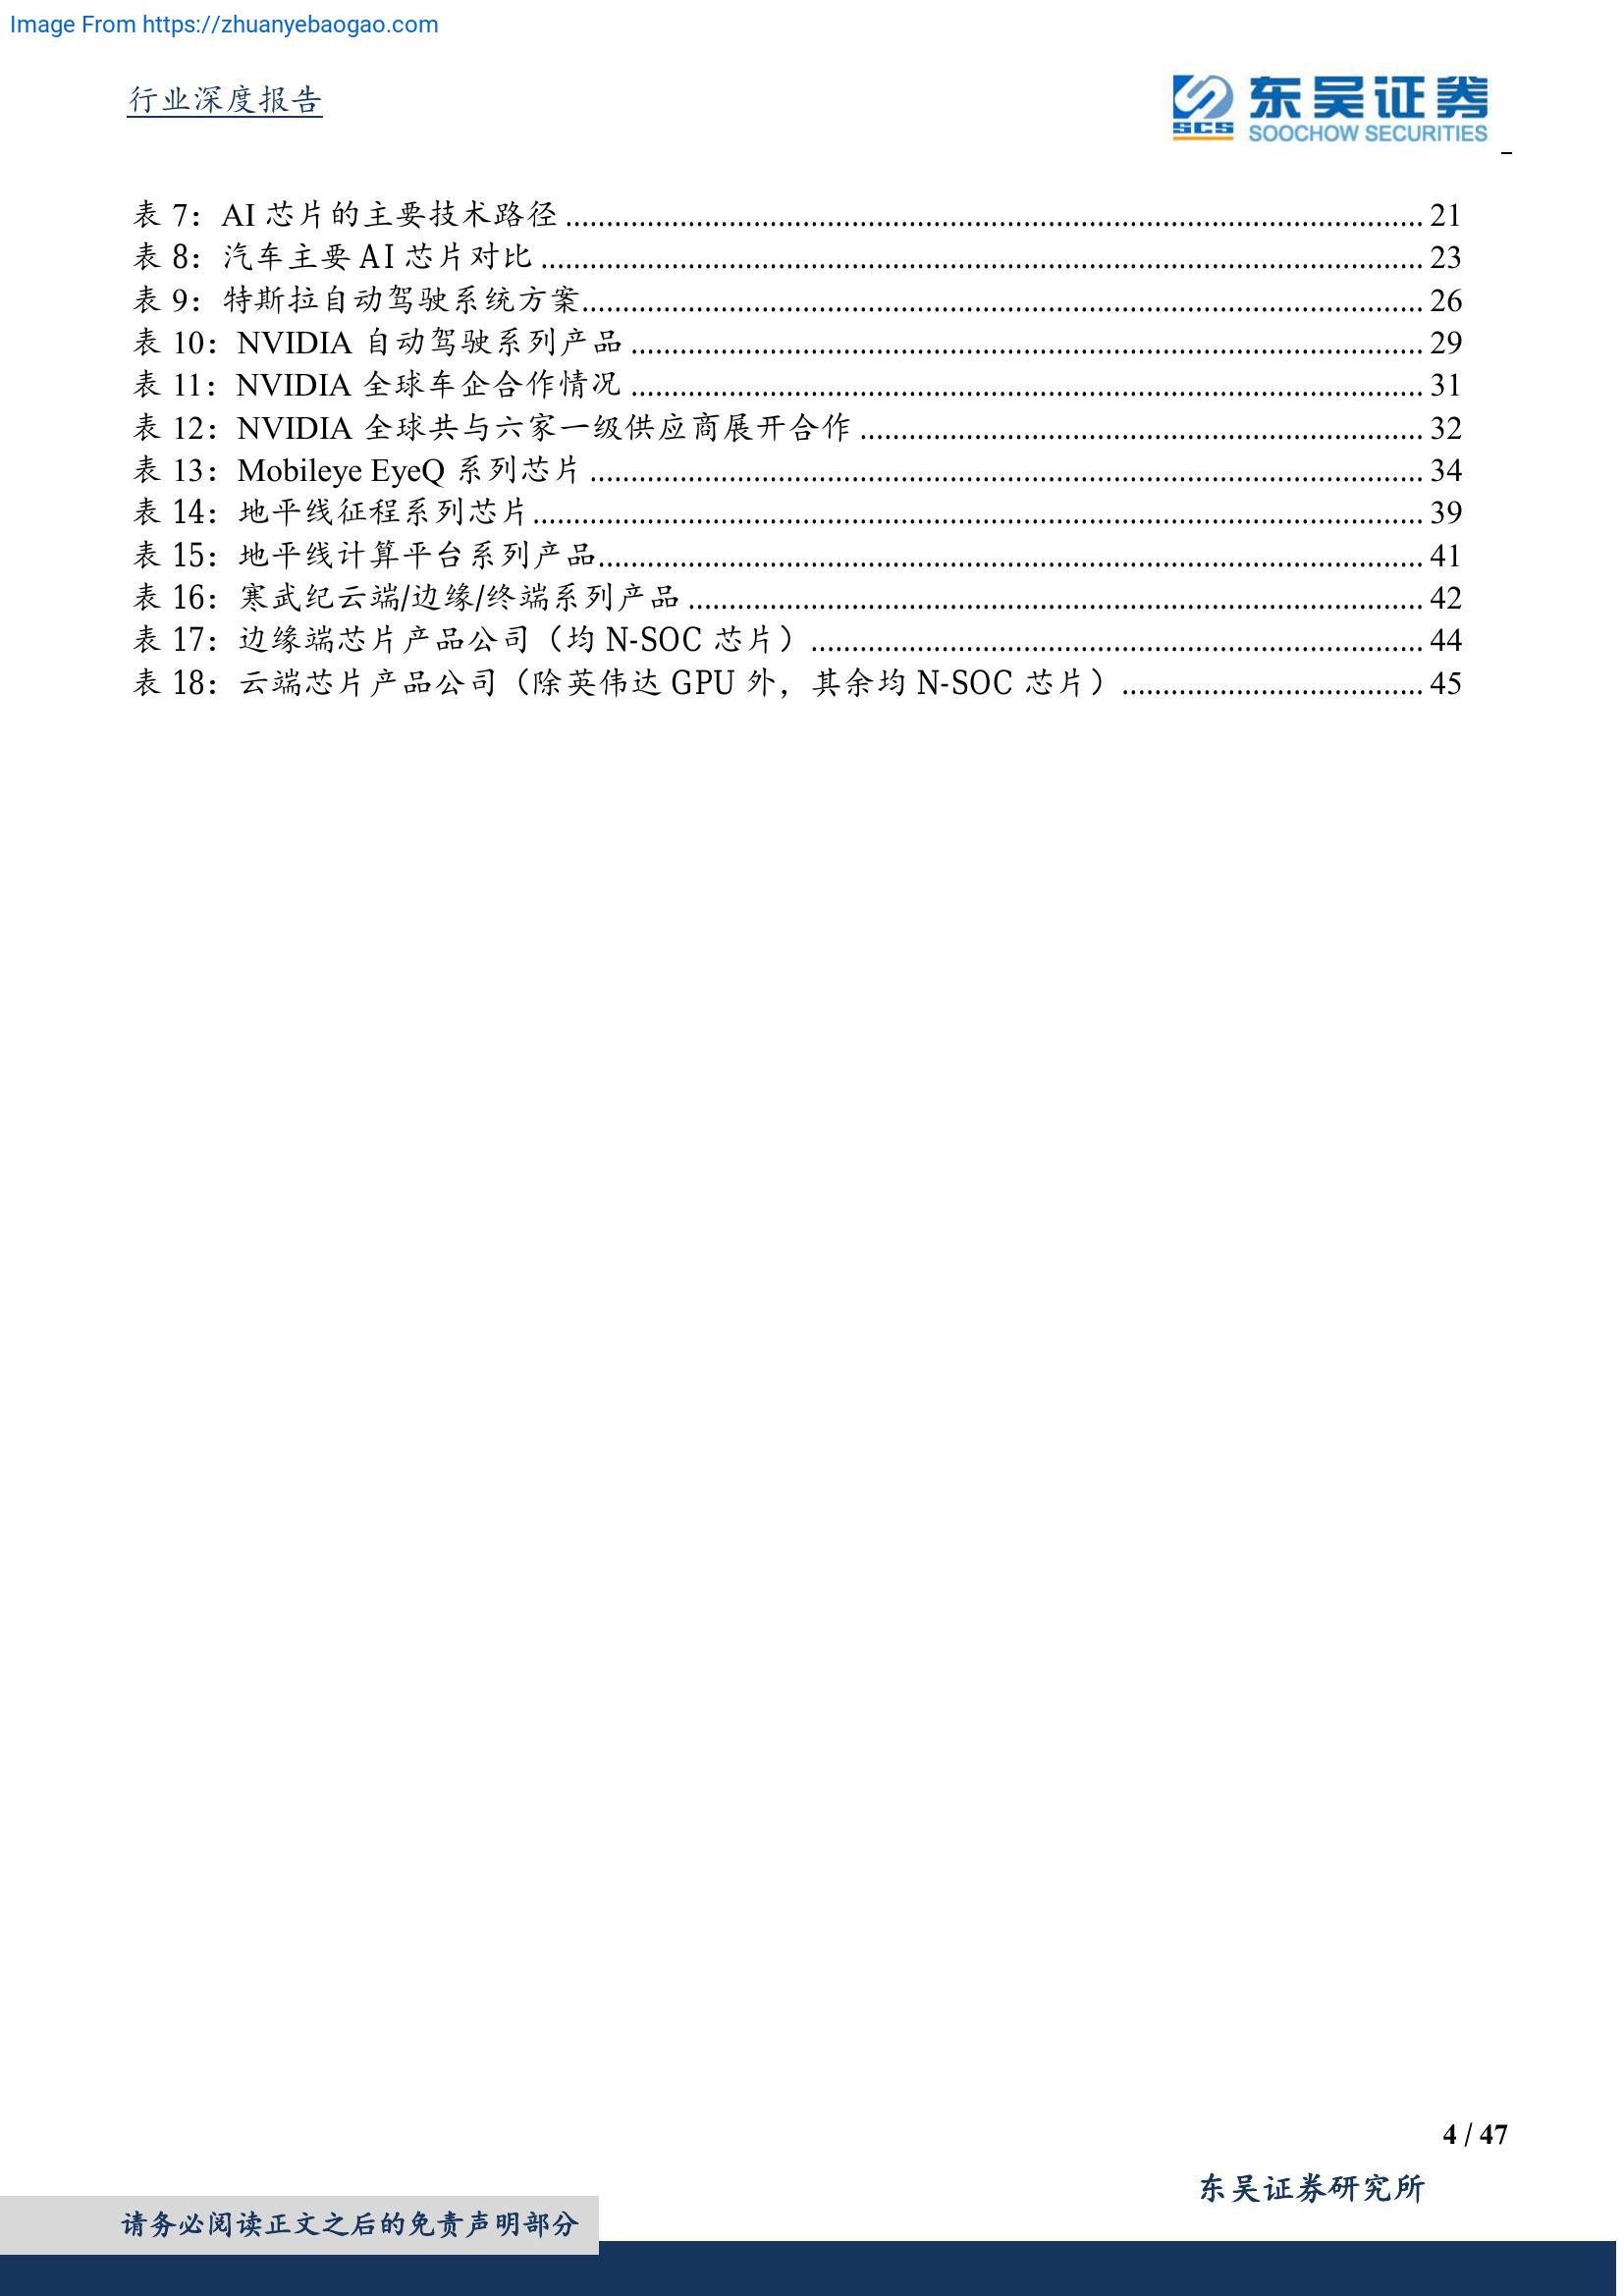 Image From https://zhuanyebaogao.com
行业深度报告
SCS
东吴证券
SOOCHOW SECURITIES
表 7：AI 芯片的主要技术路径 ........................................................ 21
表 8：汽车主要 AI 芯片对比 ........................................................ 23
表 9：特斯拉自动驾驶系统方案........................................................ 26
表 10：NVIDIA 自动驾驶系列产品 ........................................................ 29
表 11：NVIDIA 全球车企合作情况 ........................................................ 31
表 12：NVIDIA 全球共与六家一级供应商展开合作 ........................................................ 32
表 13：Mobileye EyeQ 系列芯片 ........................................................ 34
表 14：地平线征程系列芯片........................................................ 39
表 15：地平线计算平台系列产品........................................................ 41
表 16：寒武纪云端/边缘/终端系列产品 ........................................................ 42
表 17：边缘端芯片产品公司（均 N-SOC 芯片）........................................................ 44
表 18：云端芯片产品公司（除英伟达 GPU 外，其余均 N-SOC 芯片）..................................... 45
4 / 47
东吴证券研究所
请务必阅读正文之后的免责声明部分